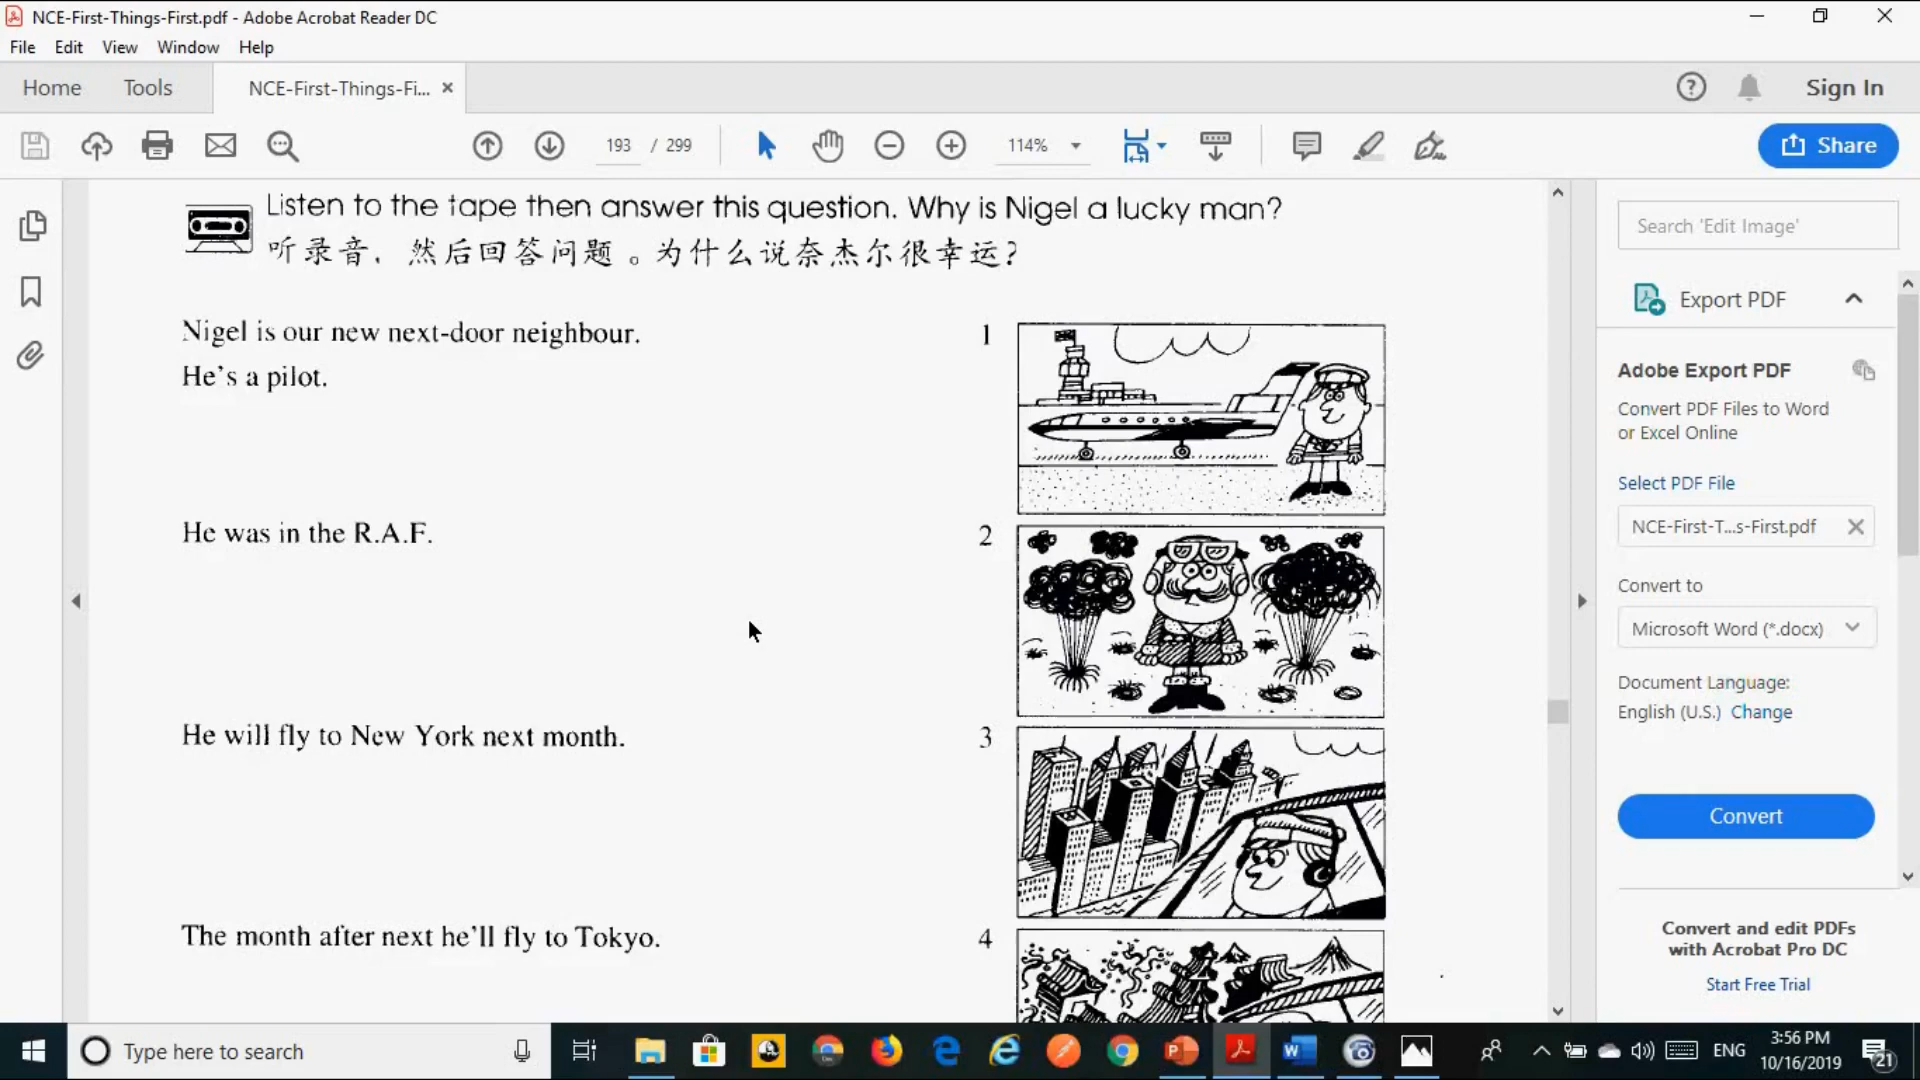 NCE-First-Things-First.pdf - Adobe Acrobat Reader DC
File Edit View Window Help
Home Tools NCE-First-Things-Fi... × Sign In
193 / 299 114% Share
Listen to the tape then answer this question. Why is Nigel a lucky man?
听录音，然后回答问题。为什么说奈杰尔很幸运?
Nigel is our new next-door neighbour.
He's a pilot.
1
He was in the R.A.F.
2
He will fly to New York next month.
3
The month after next he'll fly to Tokyo.
4
Search 'Edit Image'
Export PDF
Adobe Export PDF
Convert PDF Files to Word
or Excel Online
Select PDF File
NCE-First-T...s-First.pdf
Convert to
Microsoft Word (*.docx)
Document Language:
English (U.S.) Change
Convert
Convert and edit PDFs
with Acrobat Pro DC
Start Free Trial
Type here to search
ENG
3:56 PM
10/16/2019
21